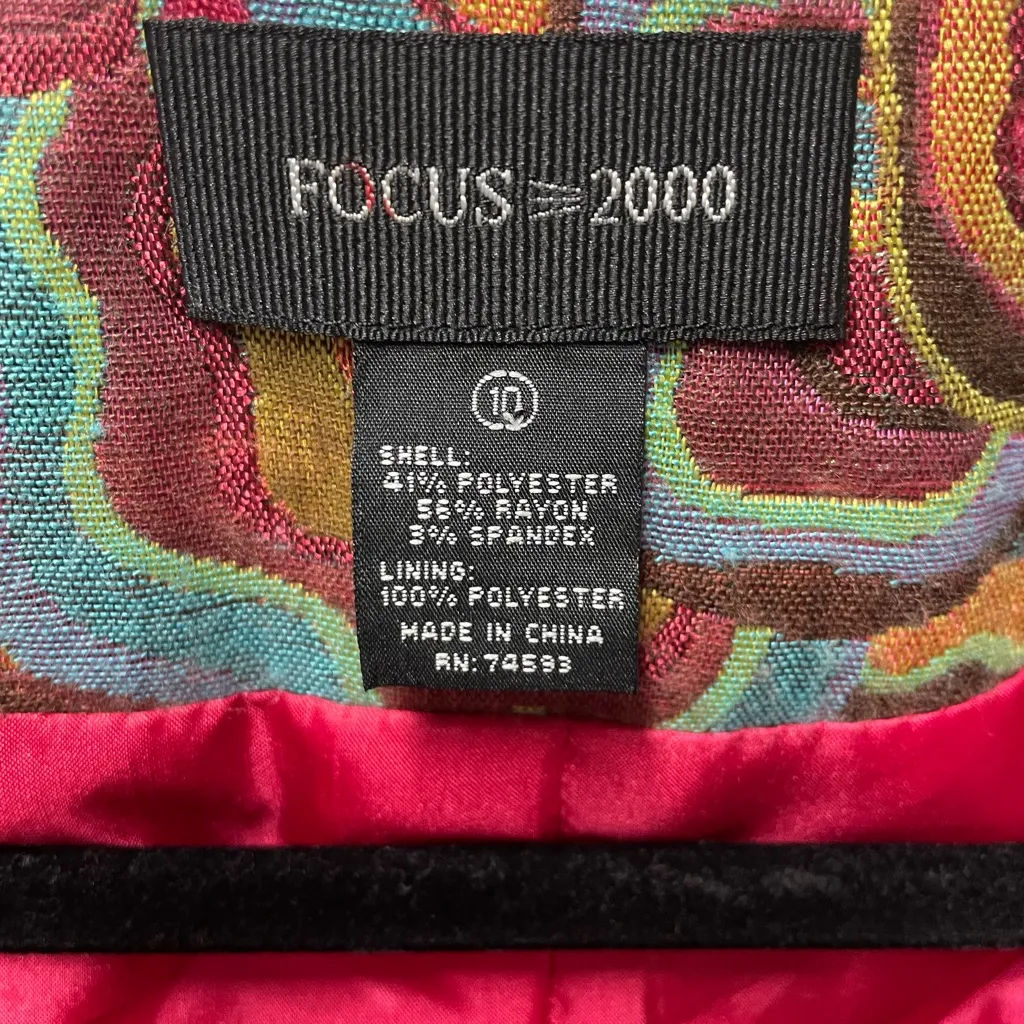 FOCUS 2000
10
SHELL:
41% POLYESTER
56% RAYON
3% SPANDEX
LINING:
100% POLYESTER
MADE IN CHINA
RN: 74593